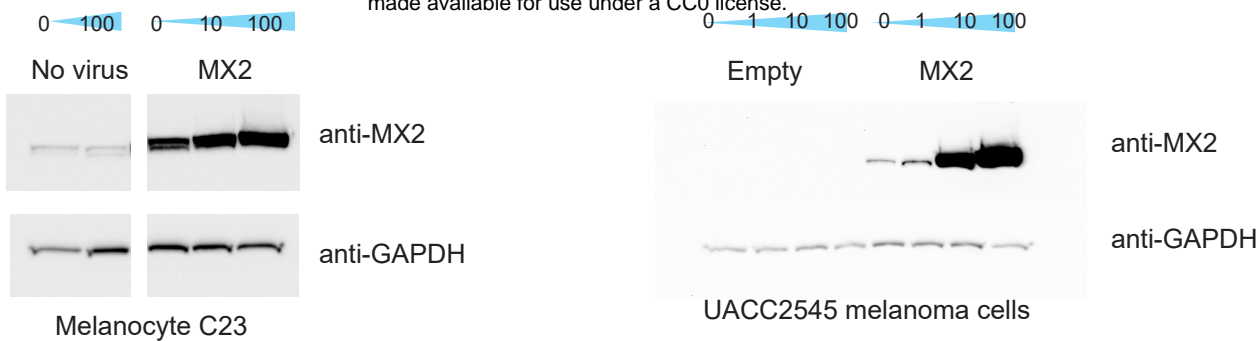 made available for use under a CC0 license.
0 100 0 10 100
0 1 10 100 0 1 10 100
No virus MX2
Empty MX2
anti-MX2
anti-MX2
anti-GAPDH
anti-GAPDH
Melanocyte C23
UACC2545 melanoma cells